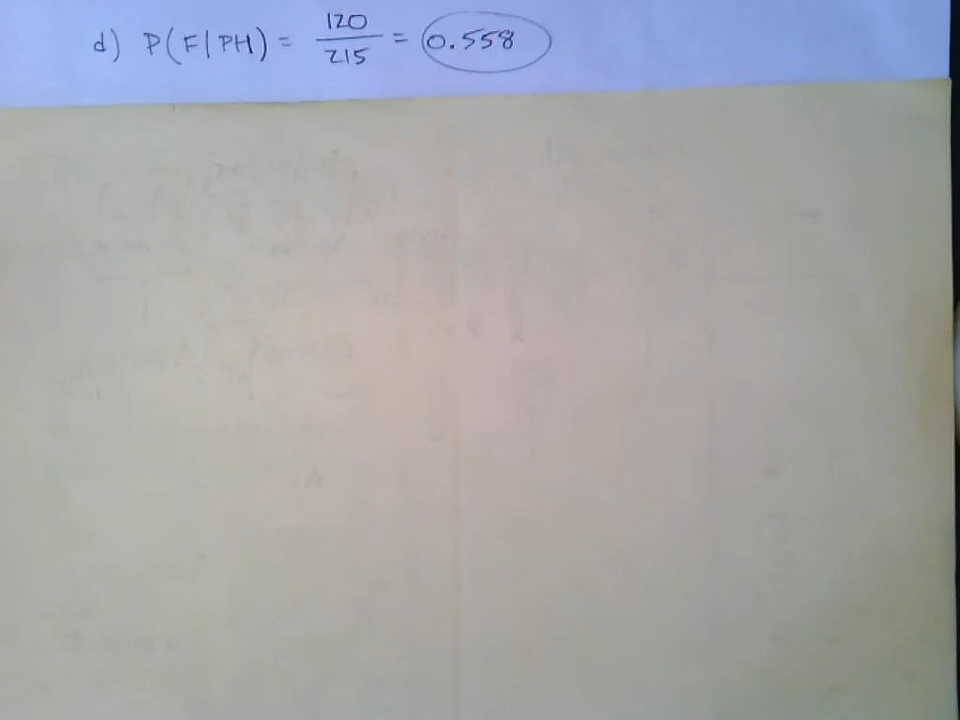 d) P(F|PH) = 120/215 = 0.558